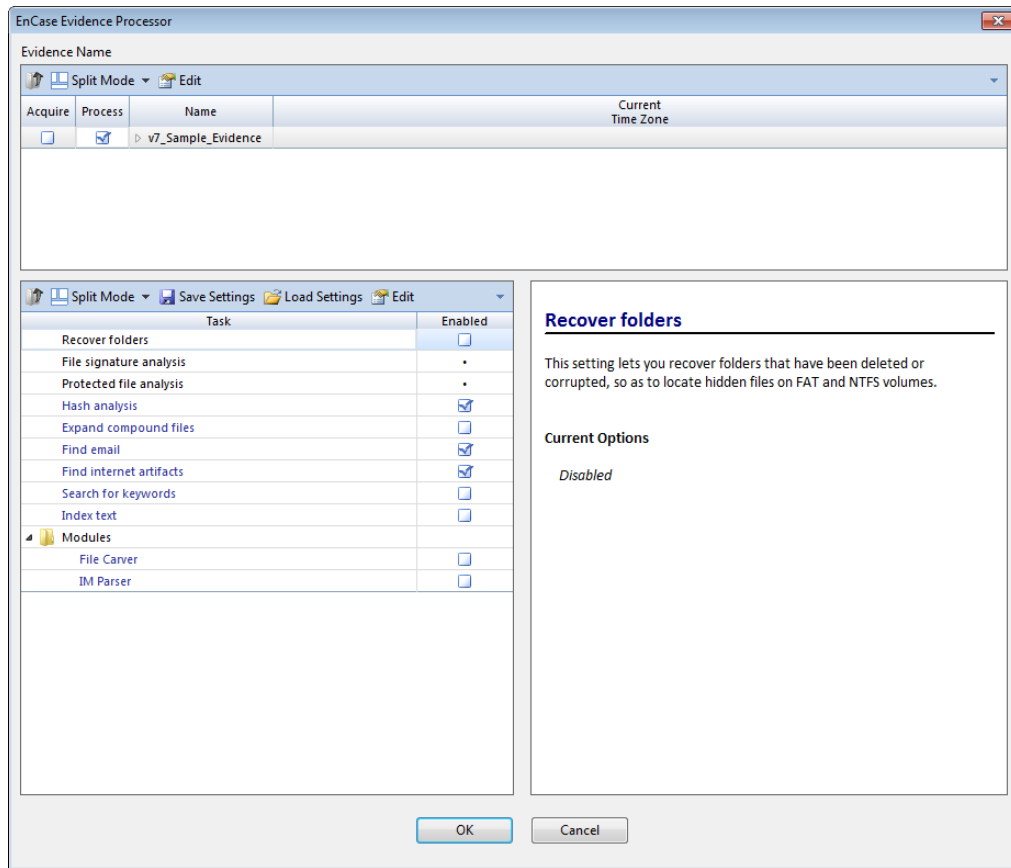 EnCase Evidence Processor
Evidence Name
Split Mode Edit
Acquire Process Name Current
Time Zone
v7_Sample_Evidence
Split Mode Save Settings Load Settings Edit
Task Enabled
Recover folders
File signature analysis
Protected file analysis
Hash analysis
Expand compound files
Find email
Find internet artifacts
Search for keywords
Index text
Modules
File Carver
IM Parser
Recover folders
This setting lets you recover folders that have been deleted or
corrupted, so as to locate hidden files on FAT and NTFS volumes.
Current Options
Disabled
OK Cancel